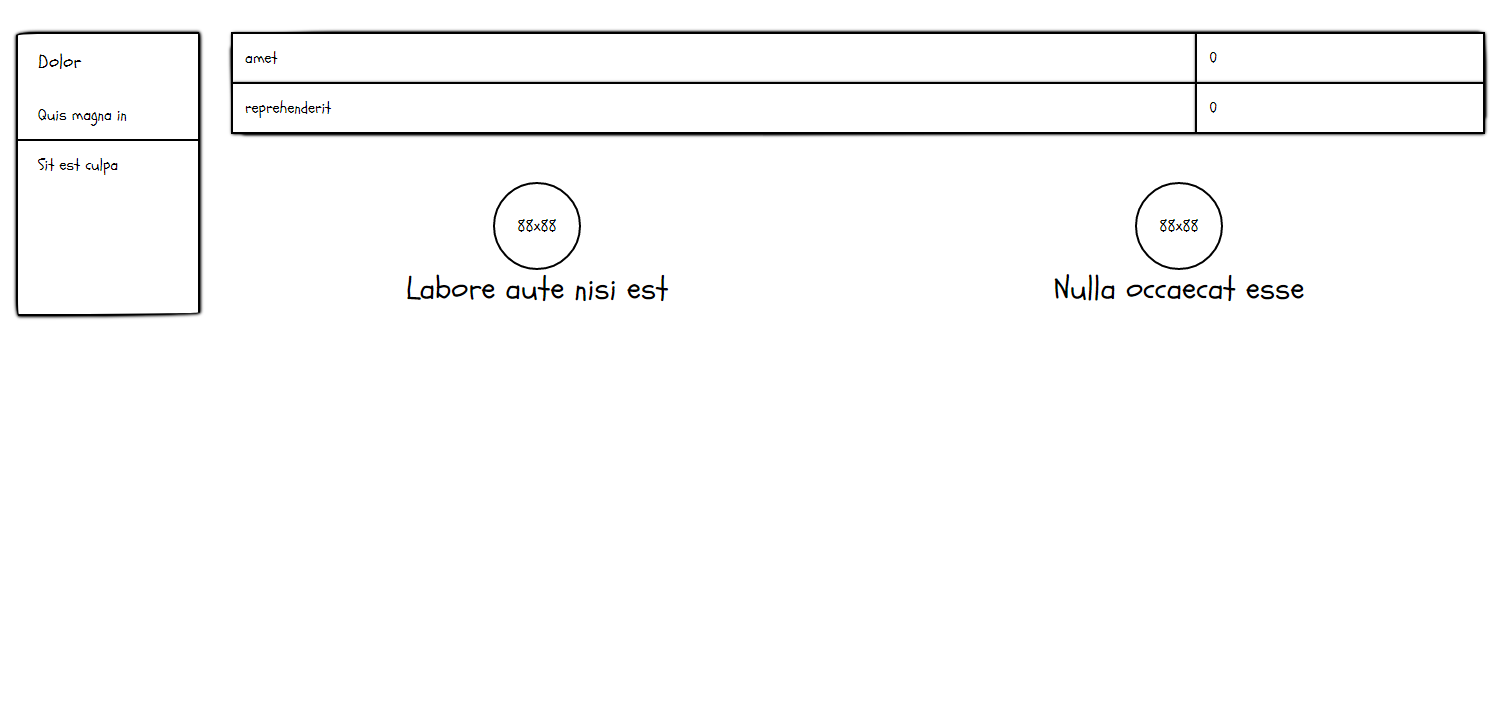 Dolor
Quis magna in
Sit est culpa
amet 0
reprehenderit 0
88x88
Labore aute nisi est
88x88
Nulla occaecat esse